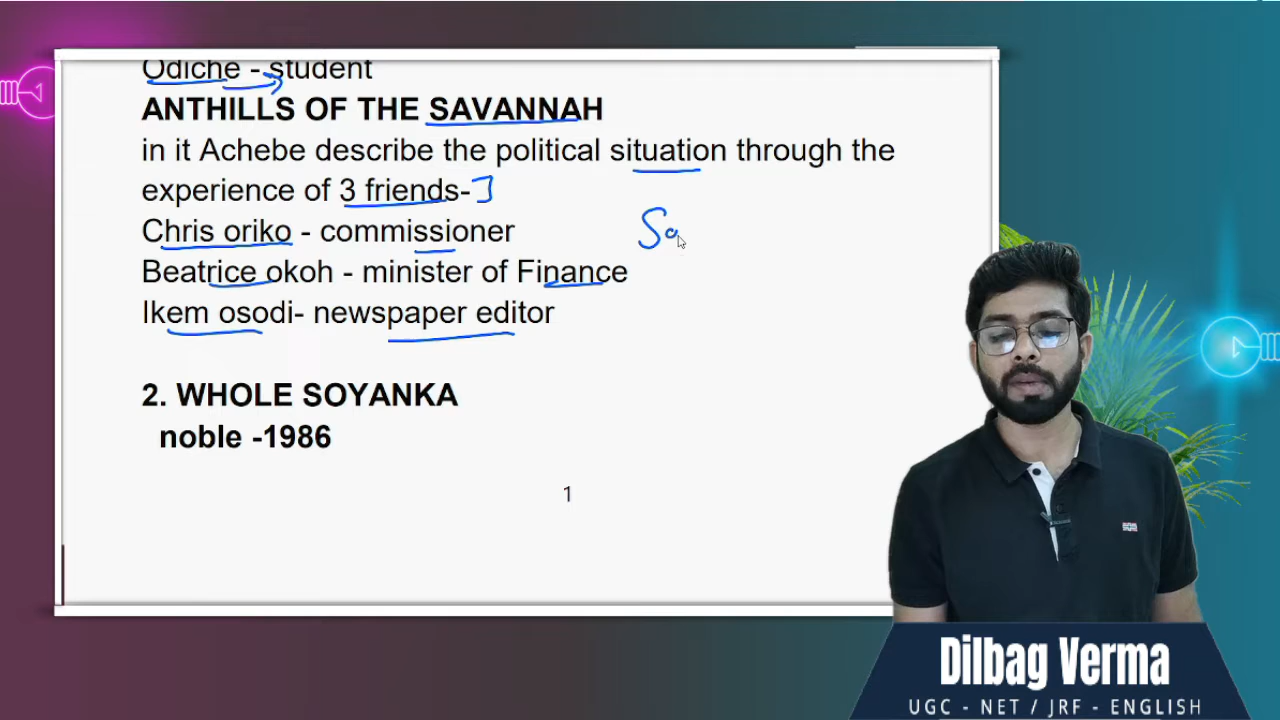 Odiche - student
ANTHILLS OF THE SAVANNAH
in it Achebe describe the political situation through the
experience of 3 friends-
Chris oriko - commissioner
So
Beatrice okoh - minister of Finance
Ikem osodi- newspaper editor
2. WHOLE SOYANKA
noble -1986
1
Dilbag Verma
UGC - NET / JRF - ENGLISH